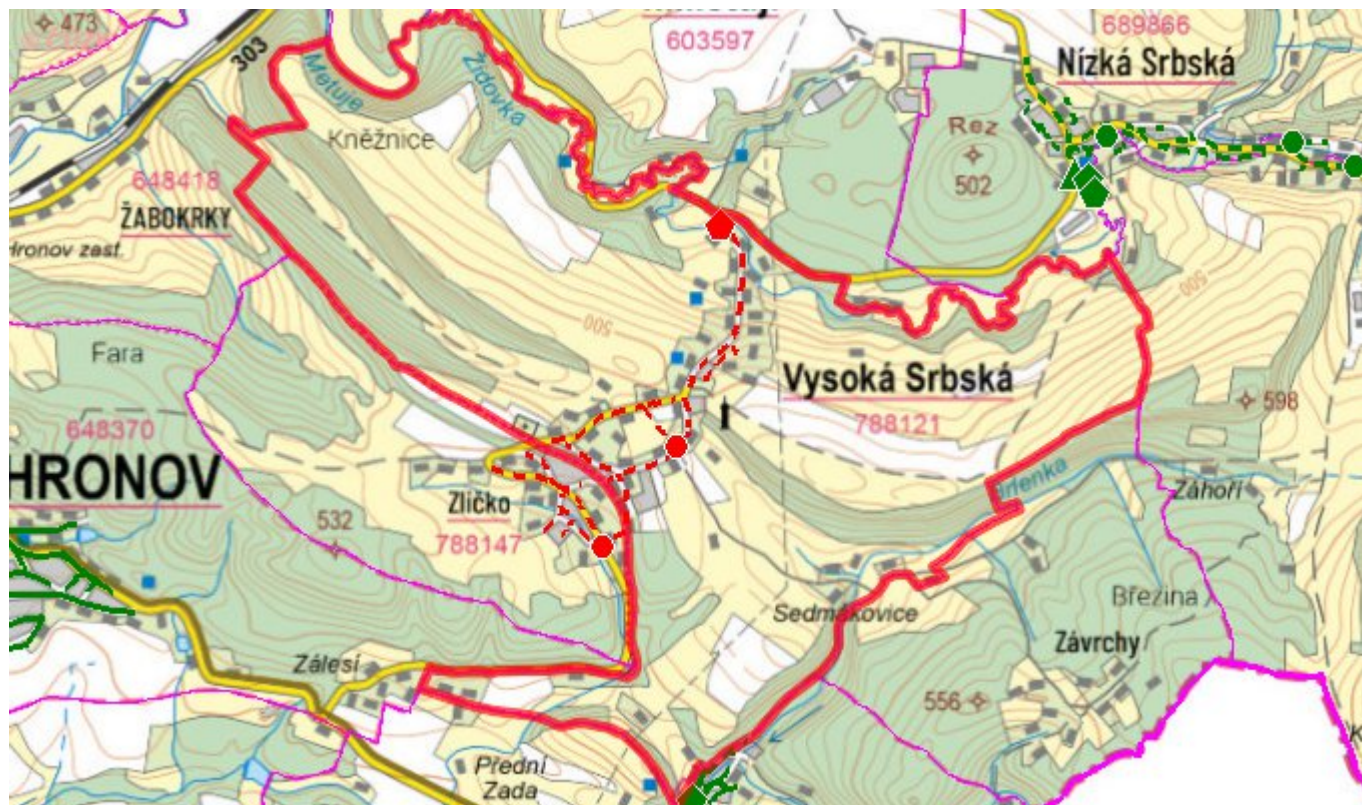 473
689866
603597
Nízká Srbská
303
Metuje
Židovka
Kněžnice
Rez
502
648418
ŽABOKRKY
Hronov zast.
500
500
Fara
Vysoká Srbská
788121
598
648370
HRONOV
Zličko
788147
532
Záhoří
Březina
Sedmákovice
Závrchy
Zálesí
556
Přední
Zada